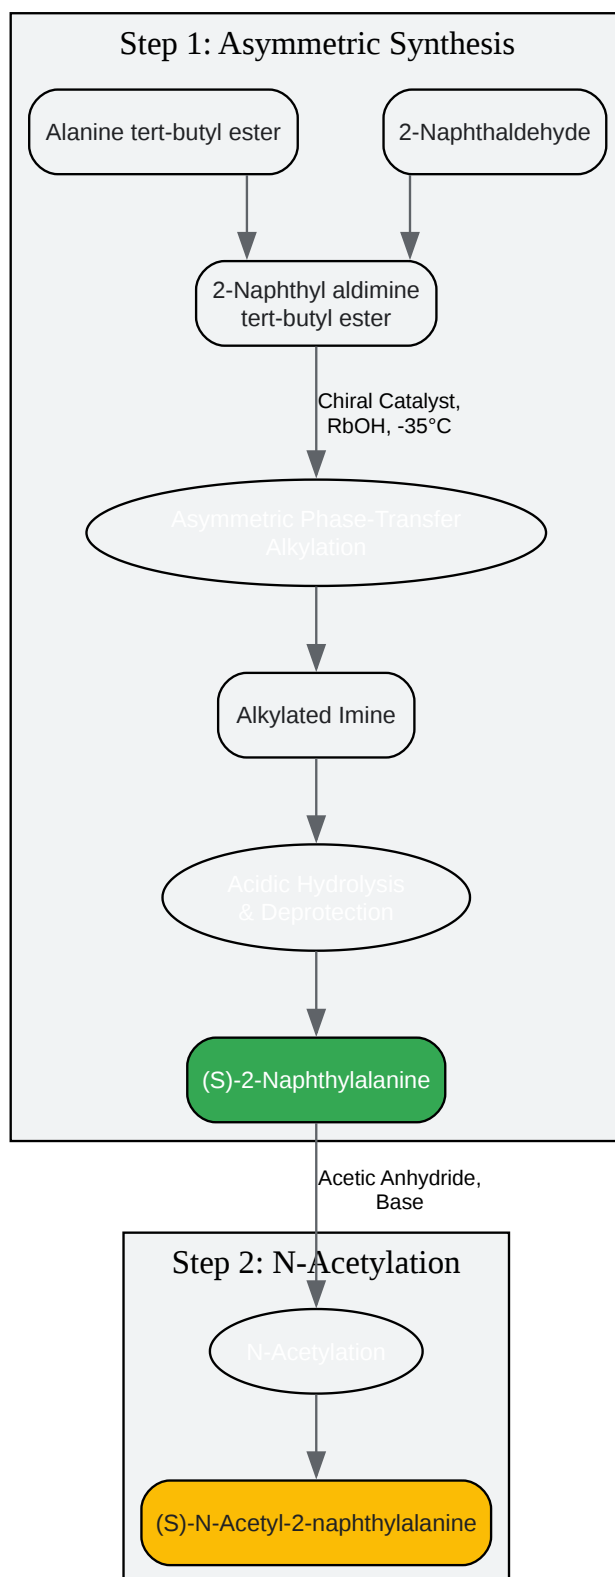 Step 1: Asymmetric Synthesis
Alanine tert-butyl ester
2-Naphthaldehyde
2-Naphthyl aldimine
tert-butyl ester
Chiral Catalyst,
RbOH, -35°C
Asymmetric Phase-Transfer
Alkylation
Alkylated Imine
Acidic Hydrolysis
& Deprotection
(S)-2-Naphthylalanine
Acetic Anhydride,
Base
Step 2: N-Acetylation
N-Acetylation
(S)-N-Acetyl-2-naphthylalanine